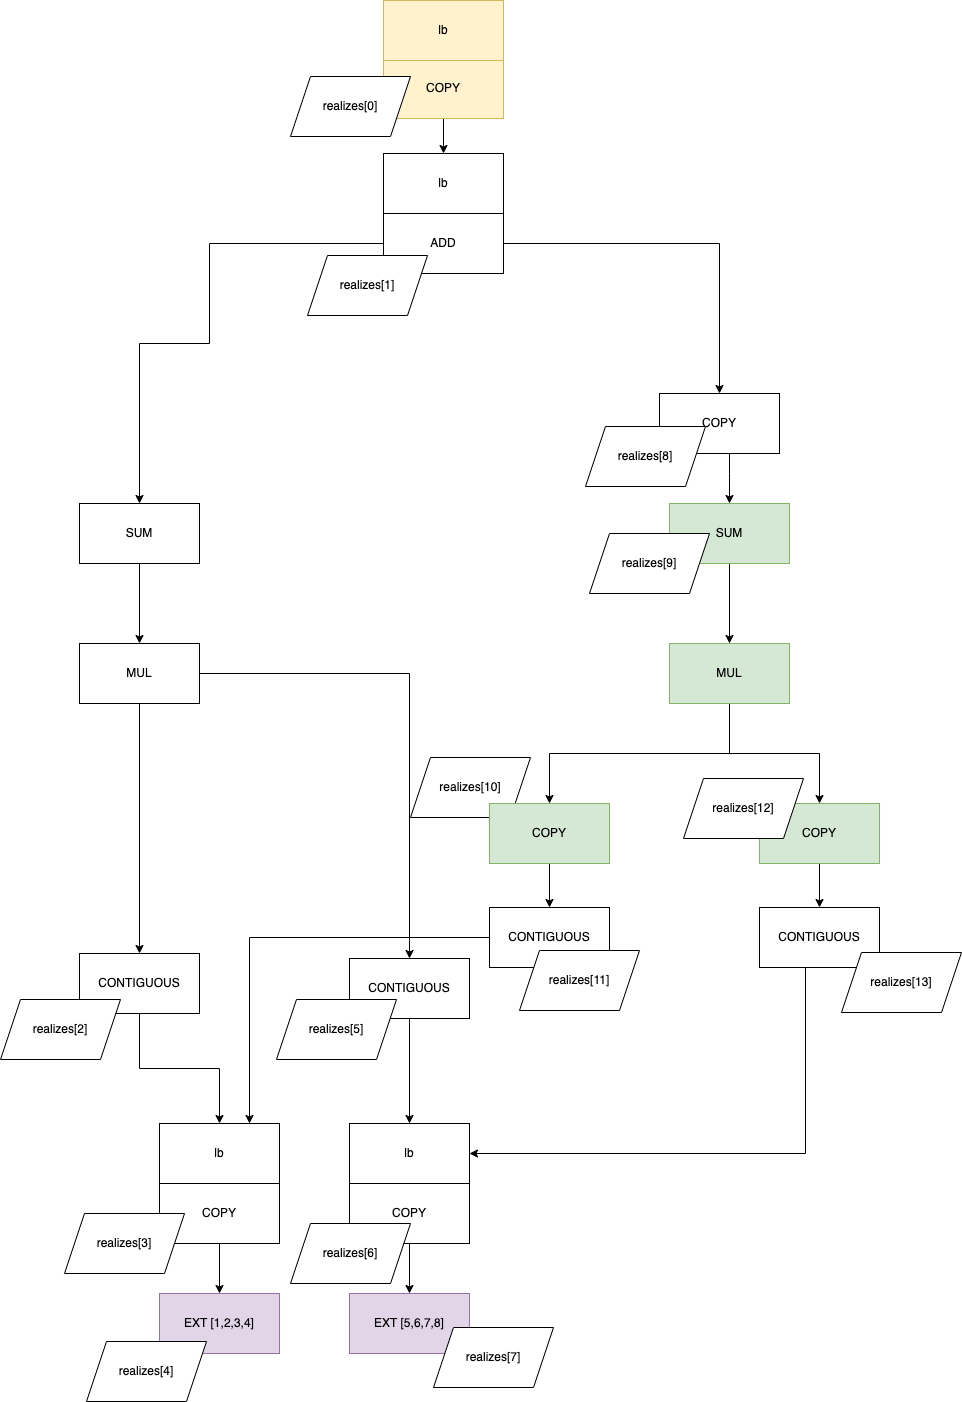 lb
COPY
realizes[0]
lb
ADD
realizes[1]
COPY
realizes[8]
SUM
SUM
realizes[9]
MUL
MUL
realizes[10]
realizes[12]
COPY
COPY
CONTIGUOUS
CONTIGUOUS
realizes[11]
realizes[13]
CONTIGUOUS
CONTIGUOUS
realizes[2]
realizes[5]
lb
lb
COPY
COPY
realizes[3]
realizes[6]
EXT [1,2,3,4]
EXT [5,6,7,8]
realizes[4]
realizes[7]